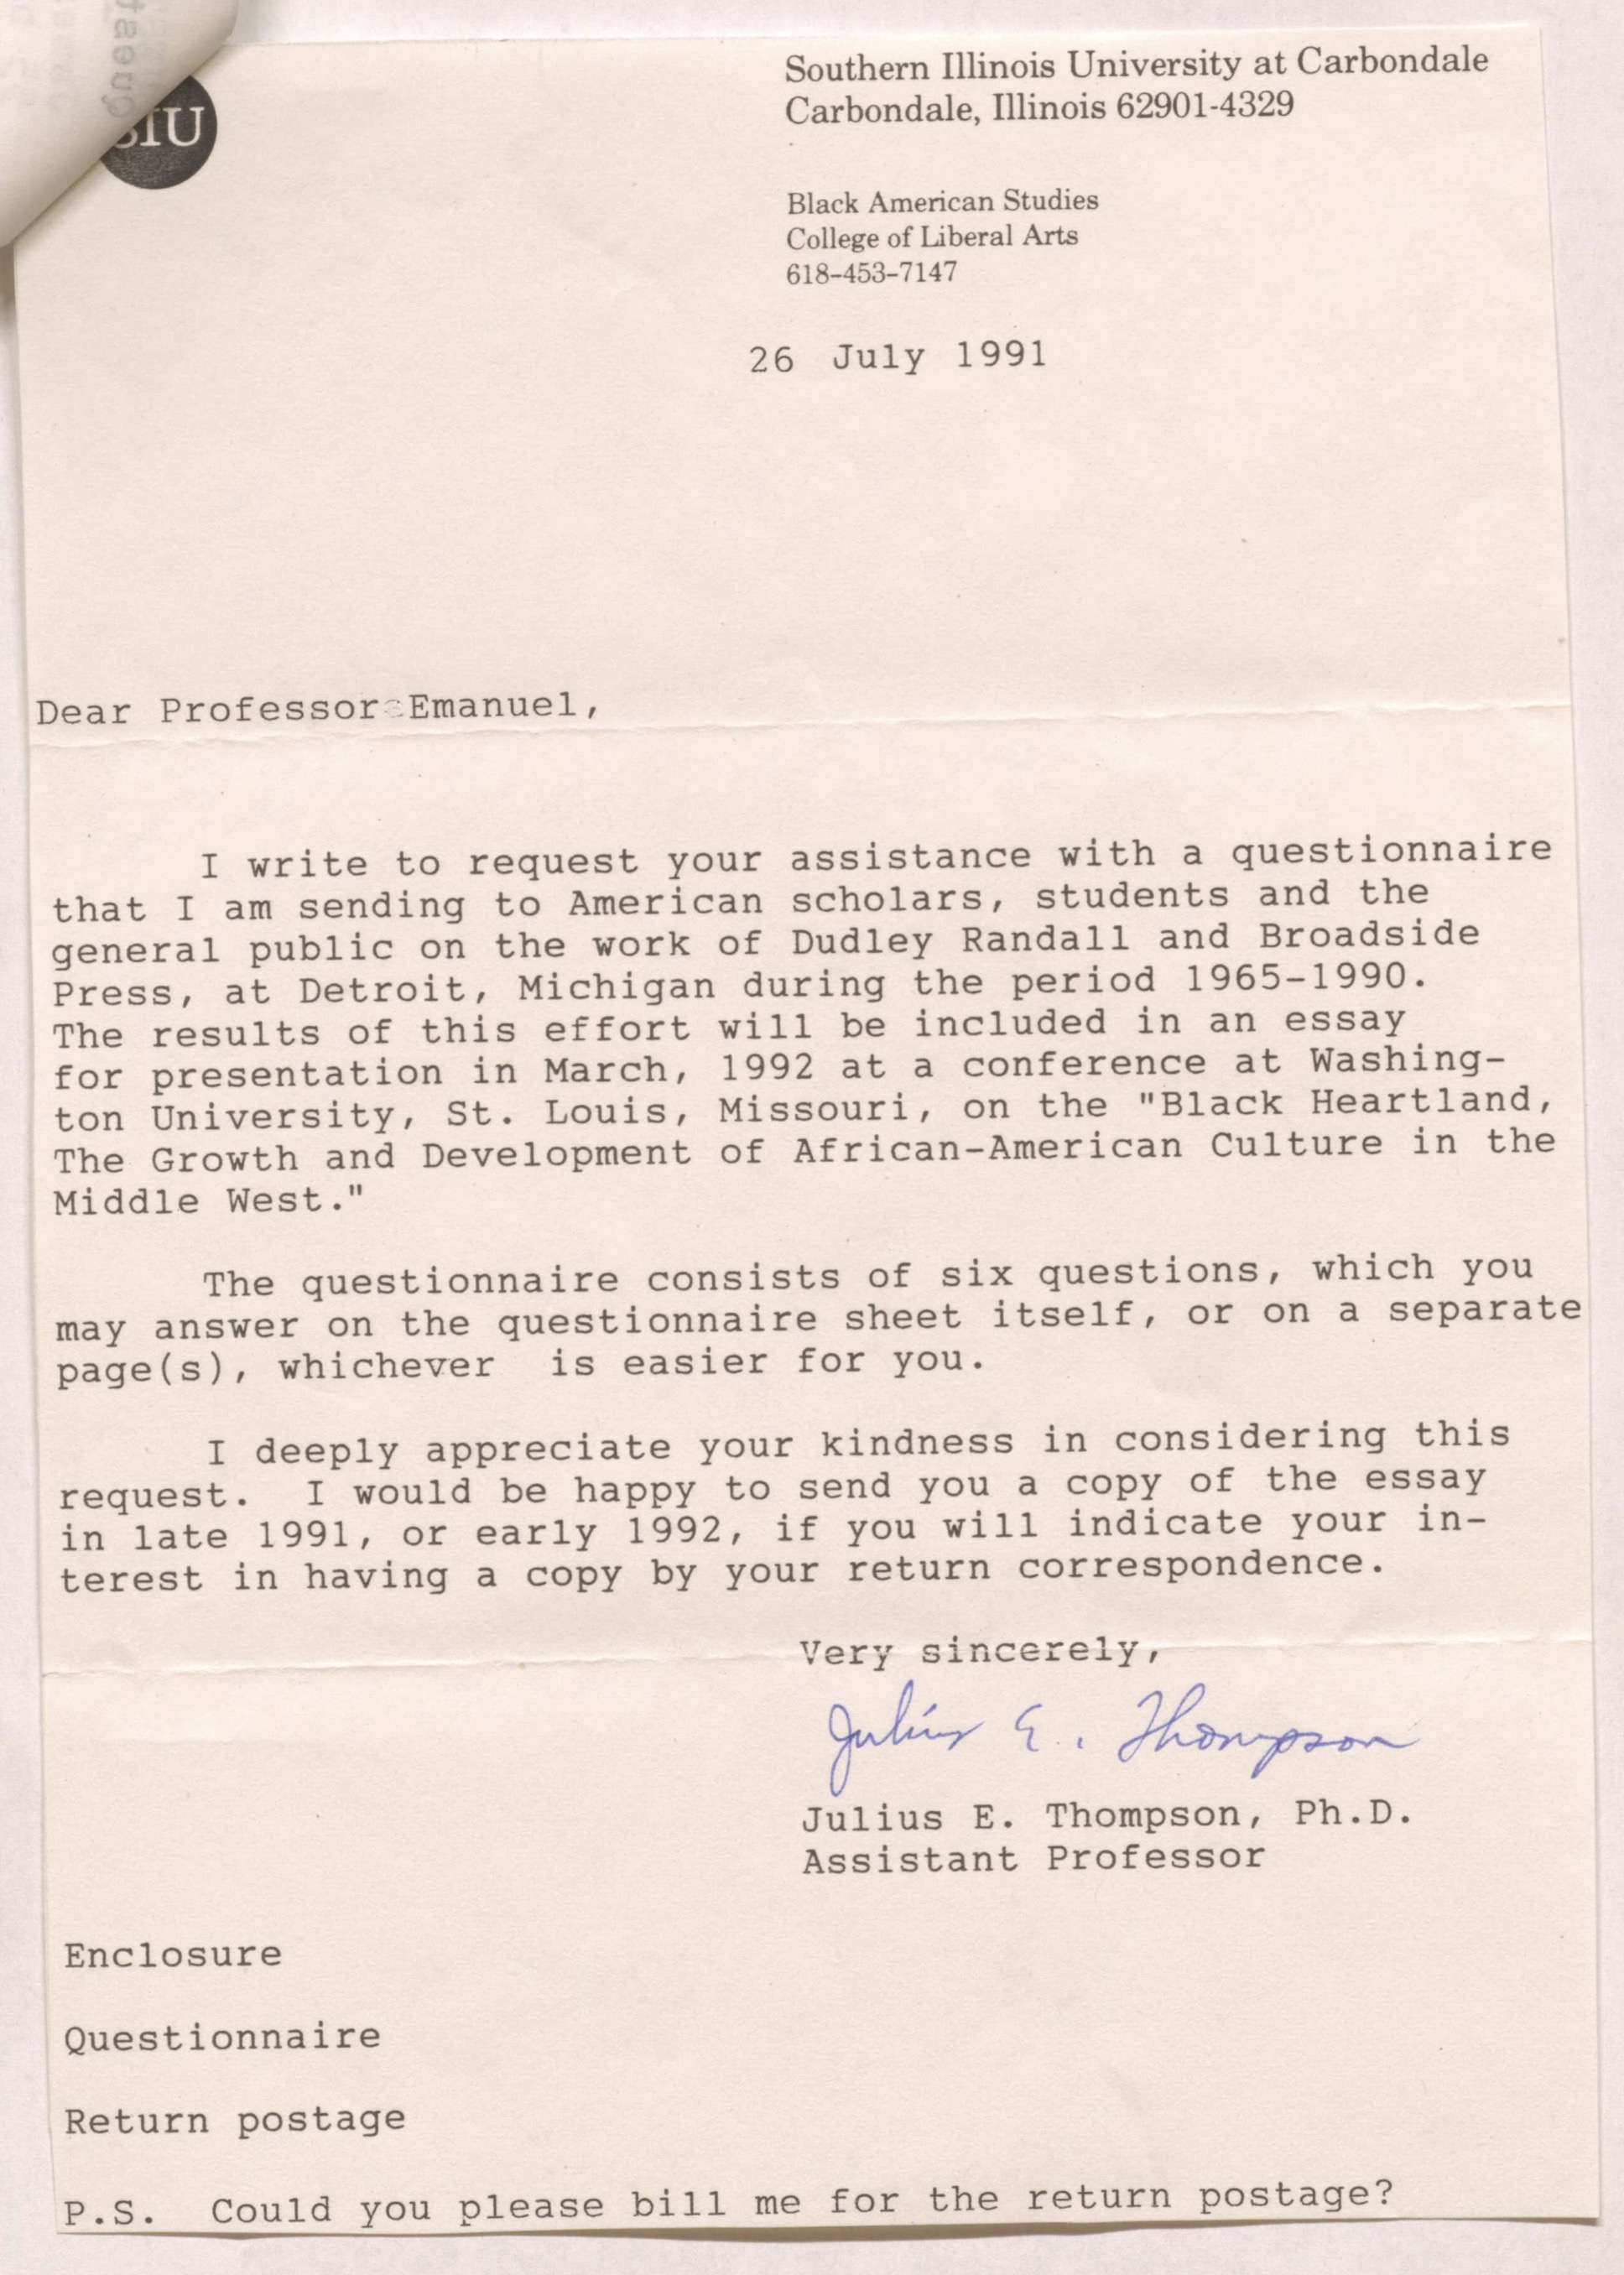 SIU
Southern Illinois University at Carbondale
Carbondale, Illinois 62901-4329
Black American Studies
College of Liberal Arts
618-453-7147
26 July 1991
Dear Professor Emanuel,
I write to request your assistance with a questionnaire
that I am sending to American scholars, students and the
general public on the work of Dudley Randall and Broadside
Press, at Detroit, Michigan during the period 1965-1990.
The results of this effort will be included in an essay
for presentation in March, 1992 at a conference at Washing-
ton University, St. Louis, Missouri, on the "Black Heartland,
The Growth and Development of African-American Culture in the
Middle West."
The questionnaire consists of six questions, which you
may answer on the questionnaire sheet itself, or on a separate
page(s), whichever is easier for you.
I deeply appreciate your kindness in considering this
request. I would be happy to send you a copy of the essay
in late 1991, or early 1992, if you will indicate your in-
terest in having a copy by your return correspondence.
Very sincerely,
Julius E. Thompson
Julius E. Thompson, Ph.D.
Assistant Professor
Enclosure
Questionnaire
Return postage
P.S. Could you please bill me for the return postage?